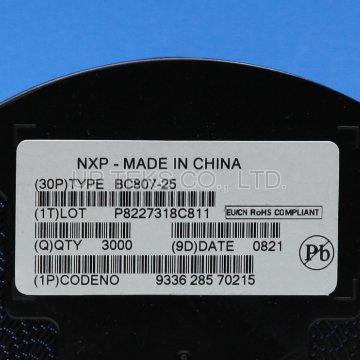 NXP - MADE IN CHINA
(30P)TYPE BC807-25
(1T)LOT P8227318C811
EU/CN RoHS COMPLIANT
(Q)QTY 3000 (9D)DATE 0821
Pb
(1P)CODENO 9336 285 70215